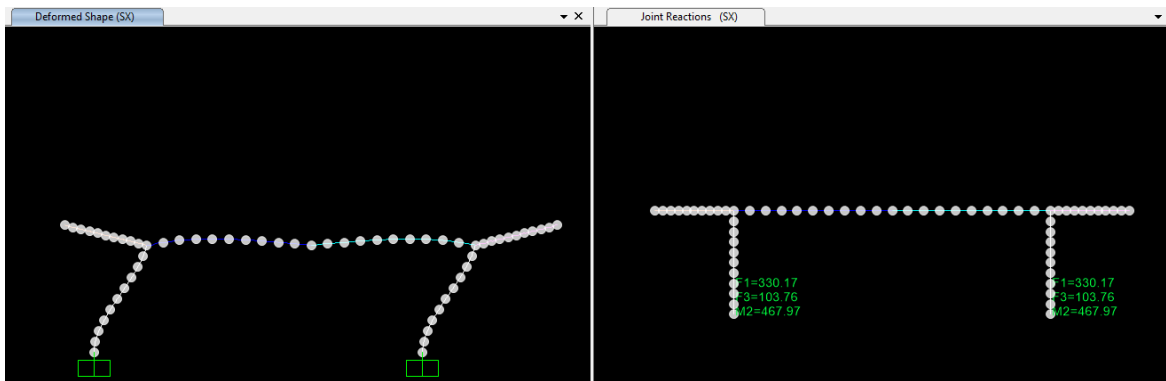 Deformed Shape (SX)
Joint Reactions (SX)
F1=330.17
F3=103.76
M2=467.97
F1=330.17
F3=103.76
M2=467.97